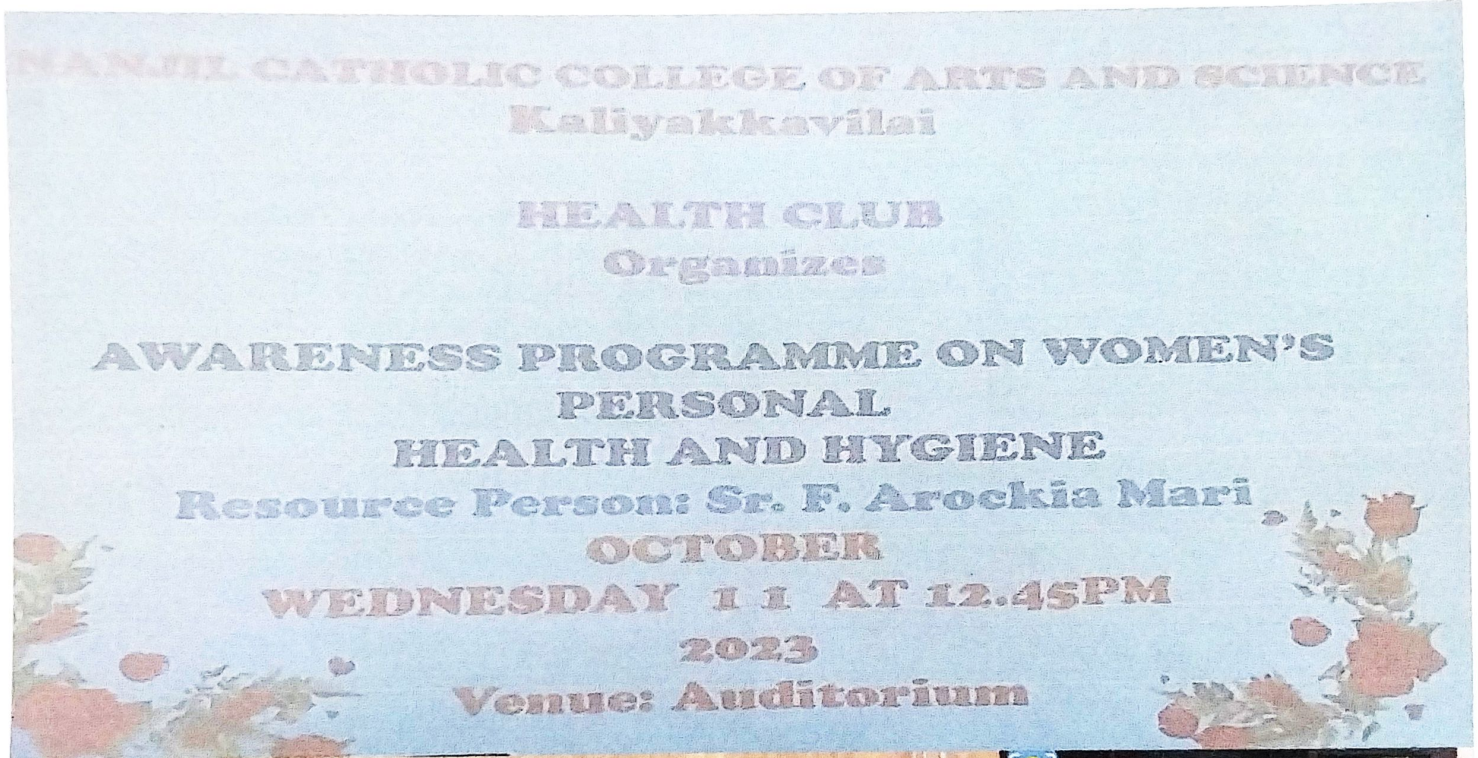 NANJIL CATHOLIC COLLEGE OF ARTS AND SCIENCE
Kaliyakkavilai
HEALTH CLUB
Organizes
AWARENESS PROGRAMME ON WOMEN'S
PERSONAL
HEALTH AND HYGIENE
Resource Person: Sr. F. Arockia Mari
OCTOBER
WEDNESDAY 11 AT 12.45PM
2023
Venue: Auditorium